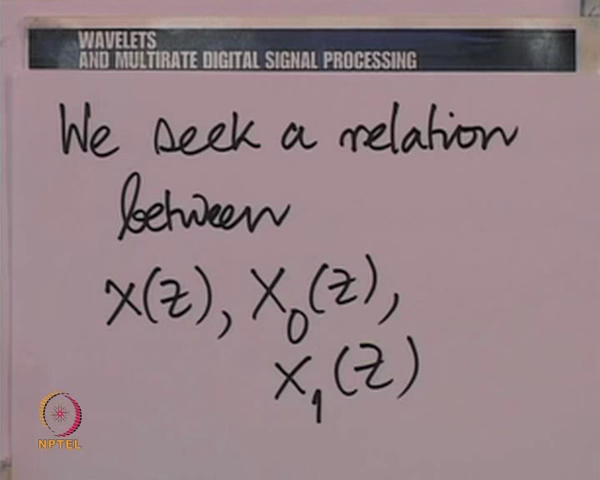 WAVELETS
AND MULTIRATE DIGITAL SIGNAL PROCESSING
We seek a relation
between
X(Z), X₀(Z),
X₁(Z)
NPTEL